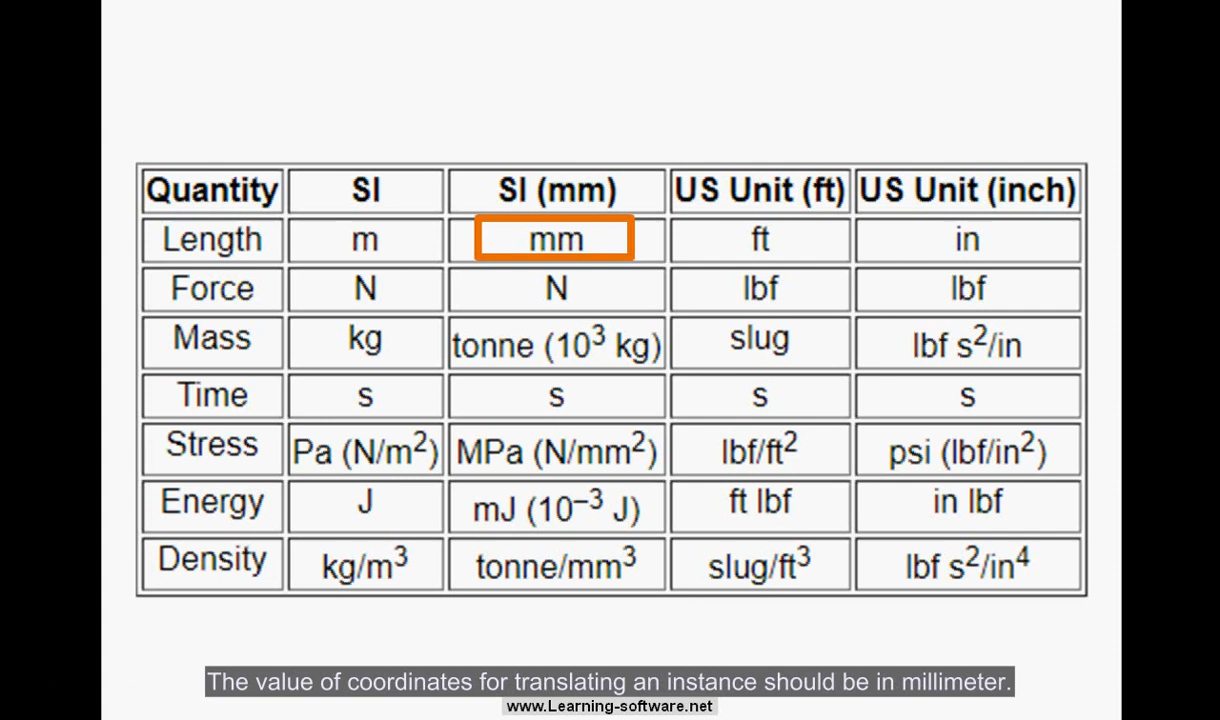 Quantity SI SI (mm) US Unit (ft) US Unit (inch)
Length m mm ft in
Force N N lbf lbf
Mass kg tonne (10³ kg) slug lbf s²/in
Time s s s s
Stress Pa (N/m²) MPa (N/mm²) lbf/ft² psi (lbf/in²)
Energy J mJ (10⁻³ J) ft lbf in lbf
Density kg/m³ tonne/mm³ slug/ft³ lbf s²/in⁴
The value of coordinates for translating an instance should be in millimeter.
www.Learning-software.net